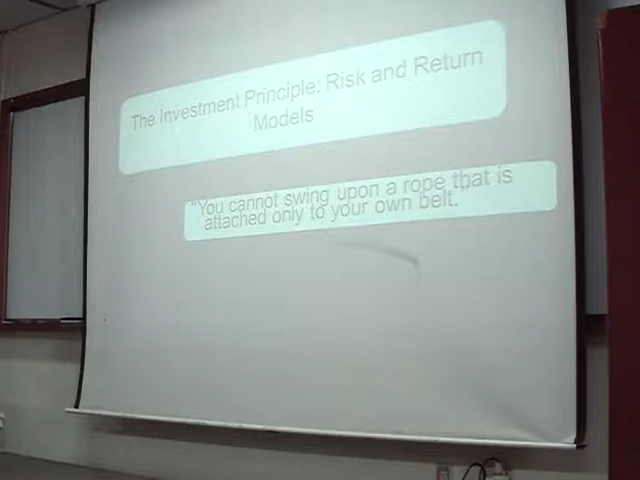 The Investment Principle: Risk and Return
Models
"You cannot swing upon a rope that is
attached only to your own belt."